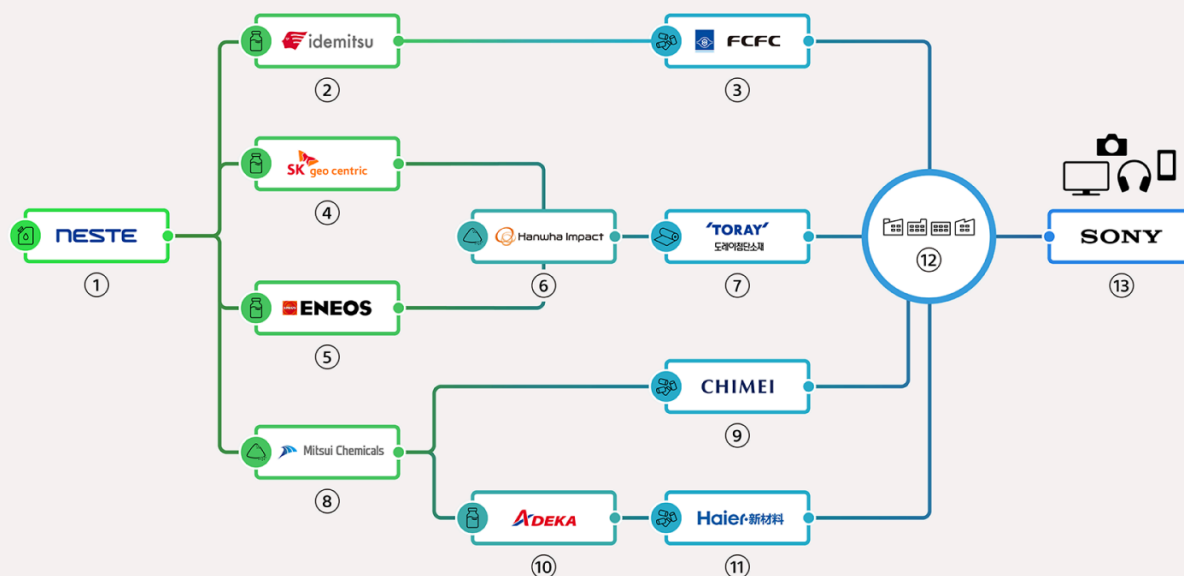 idemitsu
②
FCFC
③
SK geo centric
④
NESTE
①
Hanwha Impact
⑥
'TORAY'
도레이첨단소재
⑦
⑫
SONY
⑬
ENEOS
⑤
CHIMEI
⑨
Mitsui Chemicals
⑧
ADEKA
⑩
Haier·新材料
⑪